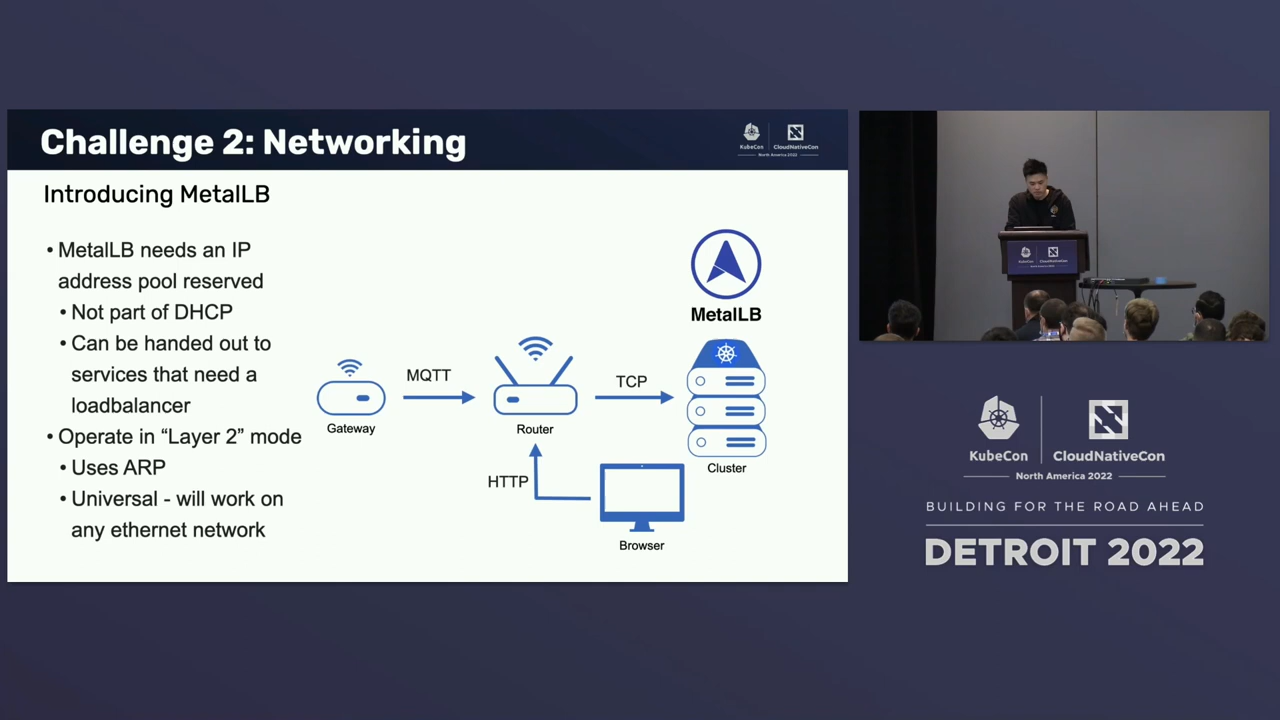 Challenge 2: Networking
KubeCon
CloudNativeCon
North America 2022
Introducing MetalLB
• MetalLB needs an IP
address pool reserved
• Not part of DHCP
• Can be handed out to
services that need a
loadbalancer
• Operate in “Layer 2” mode
• Uses ARP
• Universal - will work on
any ethernet network
MetalLB
MQTT
TCP
Gateway
Router
Cluster
HTTP
Browser
KubeCon
CloudNativeCon
North America 2022
BUILDING FOR THE ROAD AHEAD
DETROIT 2022